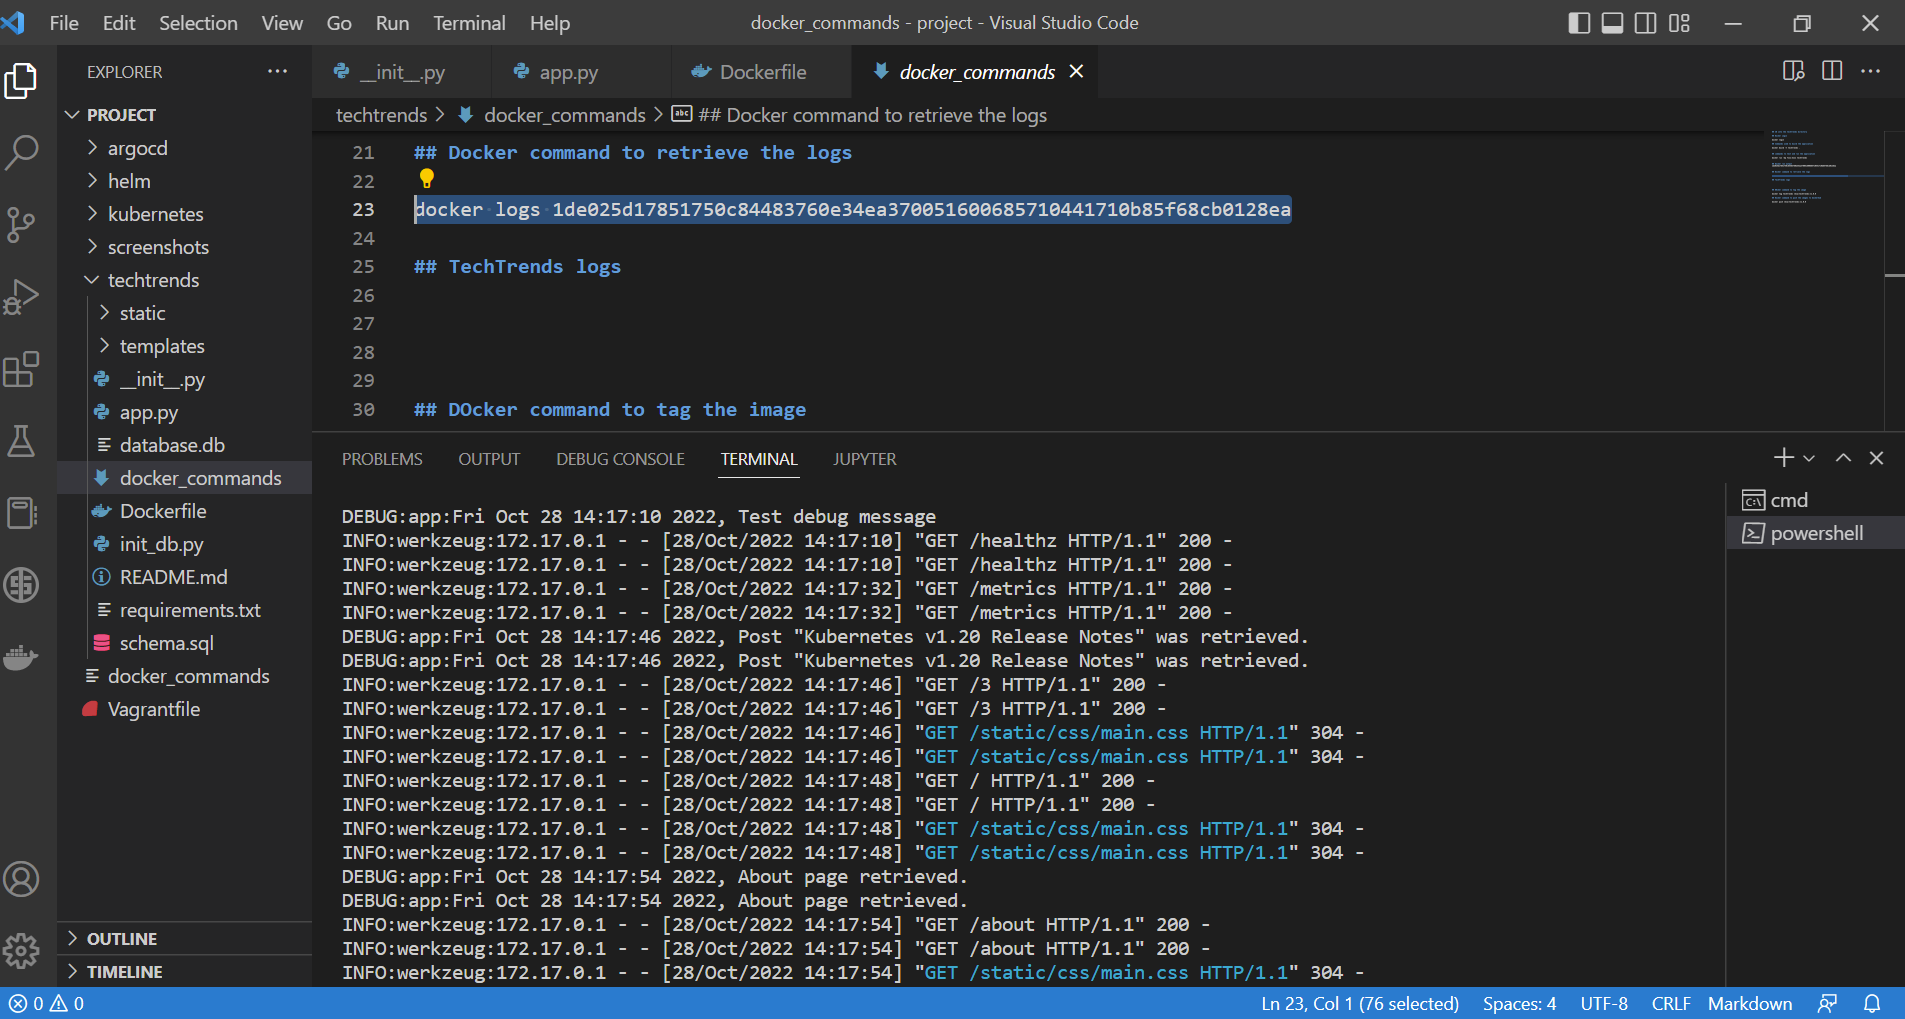 File Edit Selection View Go Run Terminal Help docker_commands - project - Visual Studio Code
EXPLORER
PROJECT
argocd
helm
kubernetes
screenshots
techtrends
static
templates
__init__.py
app.py
database.db
docker_commands
Dockerfile
init_db.py
README.md
requirements.txt
schema.sql
docker_commands
Vagrantfile
OUTLINE
TIMELINE
__init__.py app.py Dockerfile docker_commands
techtrends > docker_commands > abc ## Docker command to retrieve the logs
21 ## Docker command to retrieve the logs
22
23 docker logs 1de025d17851750c84483760e34ea370051600685710441710b85f68cb0128ea
24
25 ## TechTrends logs
26
27
28
29
30 ## DOcker command to tag the image
PROBLEMS OUTPUT DEBUG CONSOLE TERMINAL JUPYTER
DEBUG:app:Fri Oct 28 14:17:10 2022, Test debug message
INFO:werkzeug:172.17.0.1 - - [28/Oct/2022 14:17:10] "GET /healthz HTTP/1.1" 200 -
INFO:werkzeug:172.17.0.1 - - [28/Oct/2022 14:17:10] "GET /healthz HTTP/1.1" 200 -
INFO:werkzeug:172.17.0.1 - - [28/Oct/2022 14:17:32] "GET /metrics HTTP/1.1" 200 -
INFO:werkzeug:172.17.0.1 - - [28/Oct/2022 14:17:32] "GET /metrics HTTP/1.1" 200 -
DEBUG:app:Fri Oct 28 14:17:46 2022, Post "Kubernetes v1.20 Release Notes" was retrieved.
DEBUG:app:Fri Oct 28 14:17:46 2022, Post "Kubernetes v1.20 Release Notes" was retrieved.
INFO:werkzeug:172.17.0.1 - - [28/Oct/2022 14:17:46] "GET /3 HTTP/1.1" 200 -
INFO:werkzeug:172.17.0.1 - - [28/Oct/2022 14:17:46] "GET /3 HTTP/1.1" 200 -
INFO:werkzeug:172.17.0.1 - - [28/Oct/2022 14:17:46] "GET /static/css/main.css HTTP/1.1" 304 -
INFO:werkzeug:172.17.0.1 - - [28/Oct/2022 14:17:46] "GET /static/css/main.css HTTP/1.1" 304 -
INFO:werkzeug:172.17.0.1 - - [28/Oct/2022 14:17:48] "GET / HTTP/1.1" 200 -
INFO:werkzeug:172.17.0.1 - - [28/Oct/2022 14:17:48] "GET / HTTP/1.1" 200 -
INFO:werkzeug:172.17.0.1 - - [28/Oct/2022 14:17:48] "GET /static/css/main.css HTTP/1.1" 304 -
INFO:werkzeug:172.17.0.1 - - [28/Oct/2022 14:17:48] "GET /static/css/main.css HTTP/1.1" 304 -
DEBUG:app:Fri Oct 28 14:17:54 2022, About page retrieved.
DEBUG:app:Fri Oct 28 14:17:54 2022, About page retrieved.
INFO:werkzeug:172.17.0.1 - - [28/Oct/2022 14:17:54] "GET /about HTTP/1.1" 200 -
INFO:werkzeug:172.17.0.1 - - [28/Oct/2022 14:17:54] "GET /about HTTP/1.1" 200 -
INFO:werkzeug:172.17.0.1 - - [28/Oct/2022 14:17:54] "GET /static/css/main.css HTTP/1.1" 304 -
cmd
powershell
0 0 Ln 23, Col 1 (76 selected) Spaces: 4 UTF-8 CRLF Markdown